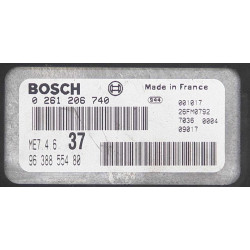 BOSCH
Made in France
0 261 206 740
001017
26FM0792
7036 0004
09017
ME7.4 6 37
96 388 554 80